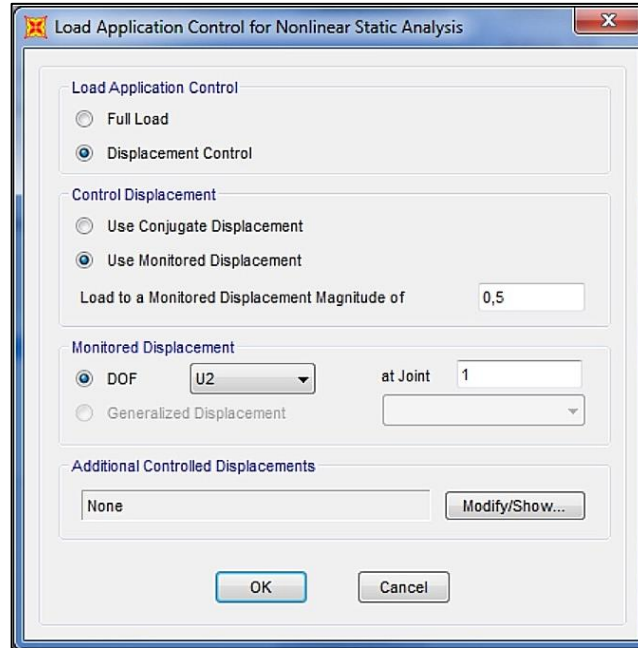 Load Application Control for Nonlinear Static Analysis
Load Application Control
Full Load
Displacement Control
Control Displacement
Use Conjugate Displacement
Use Monitored Displacement
Load to a Monitored Displacement Magnitude of 0,5
Monitored Displacement
DOF U2 at Joint 1
Generalized Displacement
Additional Controlled Displacements
None Modify/Show...
OK Cancel